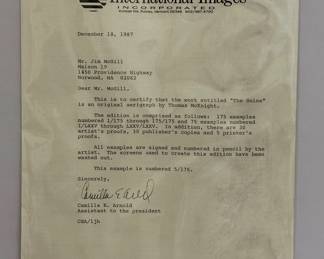 International Images
INCORPORATED
December 18, 1987
Mr. Jim McGill
Maison 19
1450 Providence Highway
Norwood, MA 02062
Dear Mr. McGill,
This is to certify that the work entitled "The Seine"
is an original serigraph by Thomas McKnight.
The edition is comprised as follows: 175 examples
numbered 1/175 through 175/175 and 75 examples numbered
I/LXXV through LXXV/LXXV. In addition, there are 20
artist's proofs, 10 publisher's copies and 5 printer's
proofs.
All examples are signed and numbered in pencil by the
artist. The screens used to create this edition have been
washed out.
This example is numbered 5/175.
Sincerely,
Camilla E. Arnold
Assistant to the president
CEA/ljh